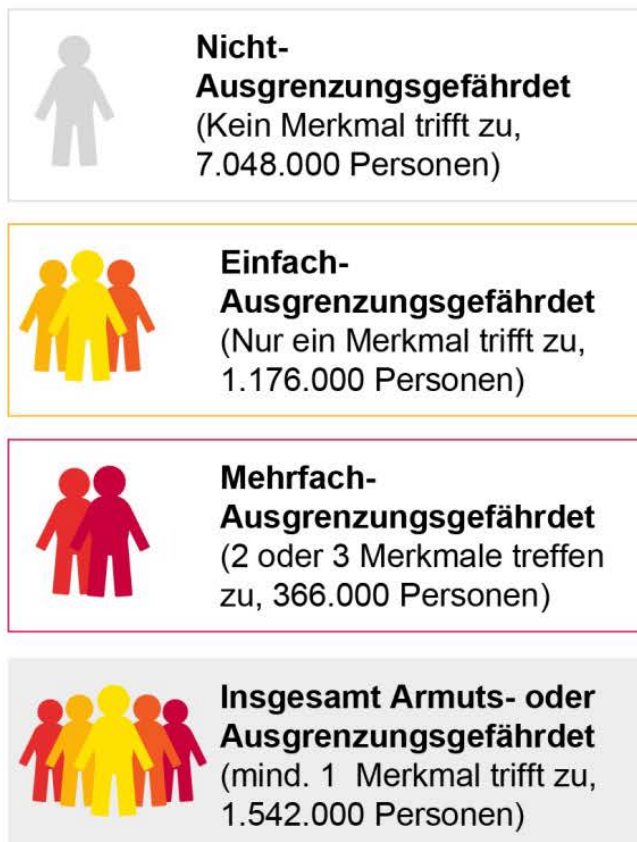 Nicht-
Ausgrenzungsgefährdet
(Kein Merkmal trifft zu,
7.048.000 Personen)
Einfach-
Ausgrenzungsgefährdet
(Nur ein Merkmal trifft zu,
1.176.000 Personen)
Mehrfach-
Ausgrenzungsgefährdet
(2 oder 3 Merkmale treffen
zu, 366.000 Personen)
Insgesamt Armuts- oder
Ausgrenzungsgefährdet
(mind. 1 Merkmal trifft zu,
1.542.000 Personen)